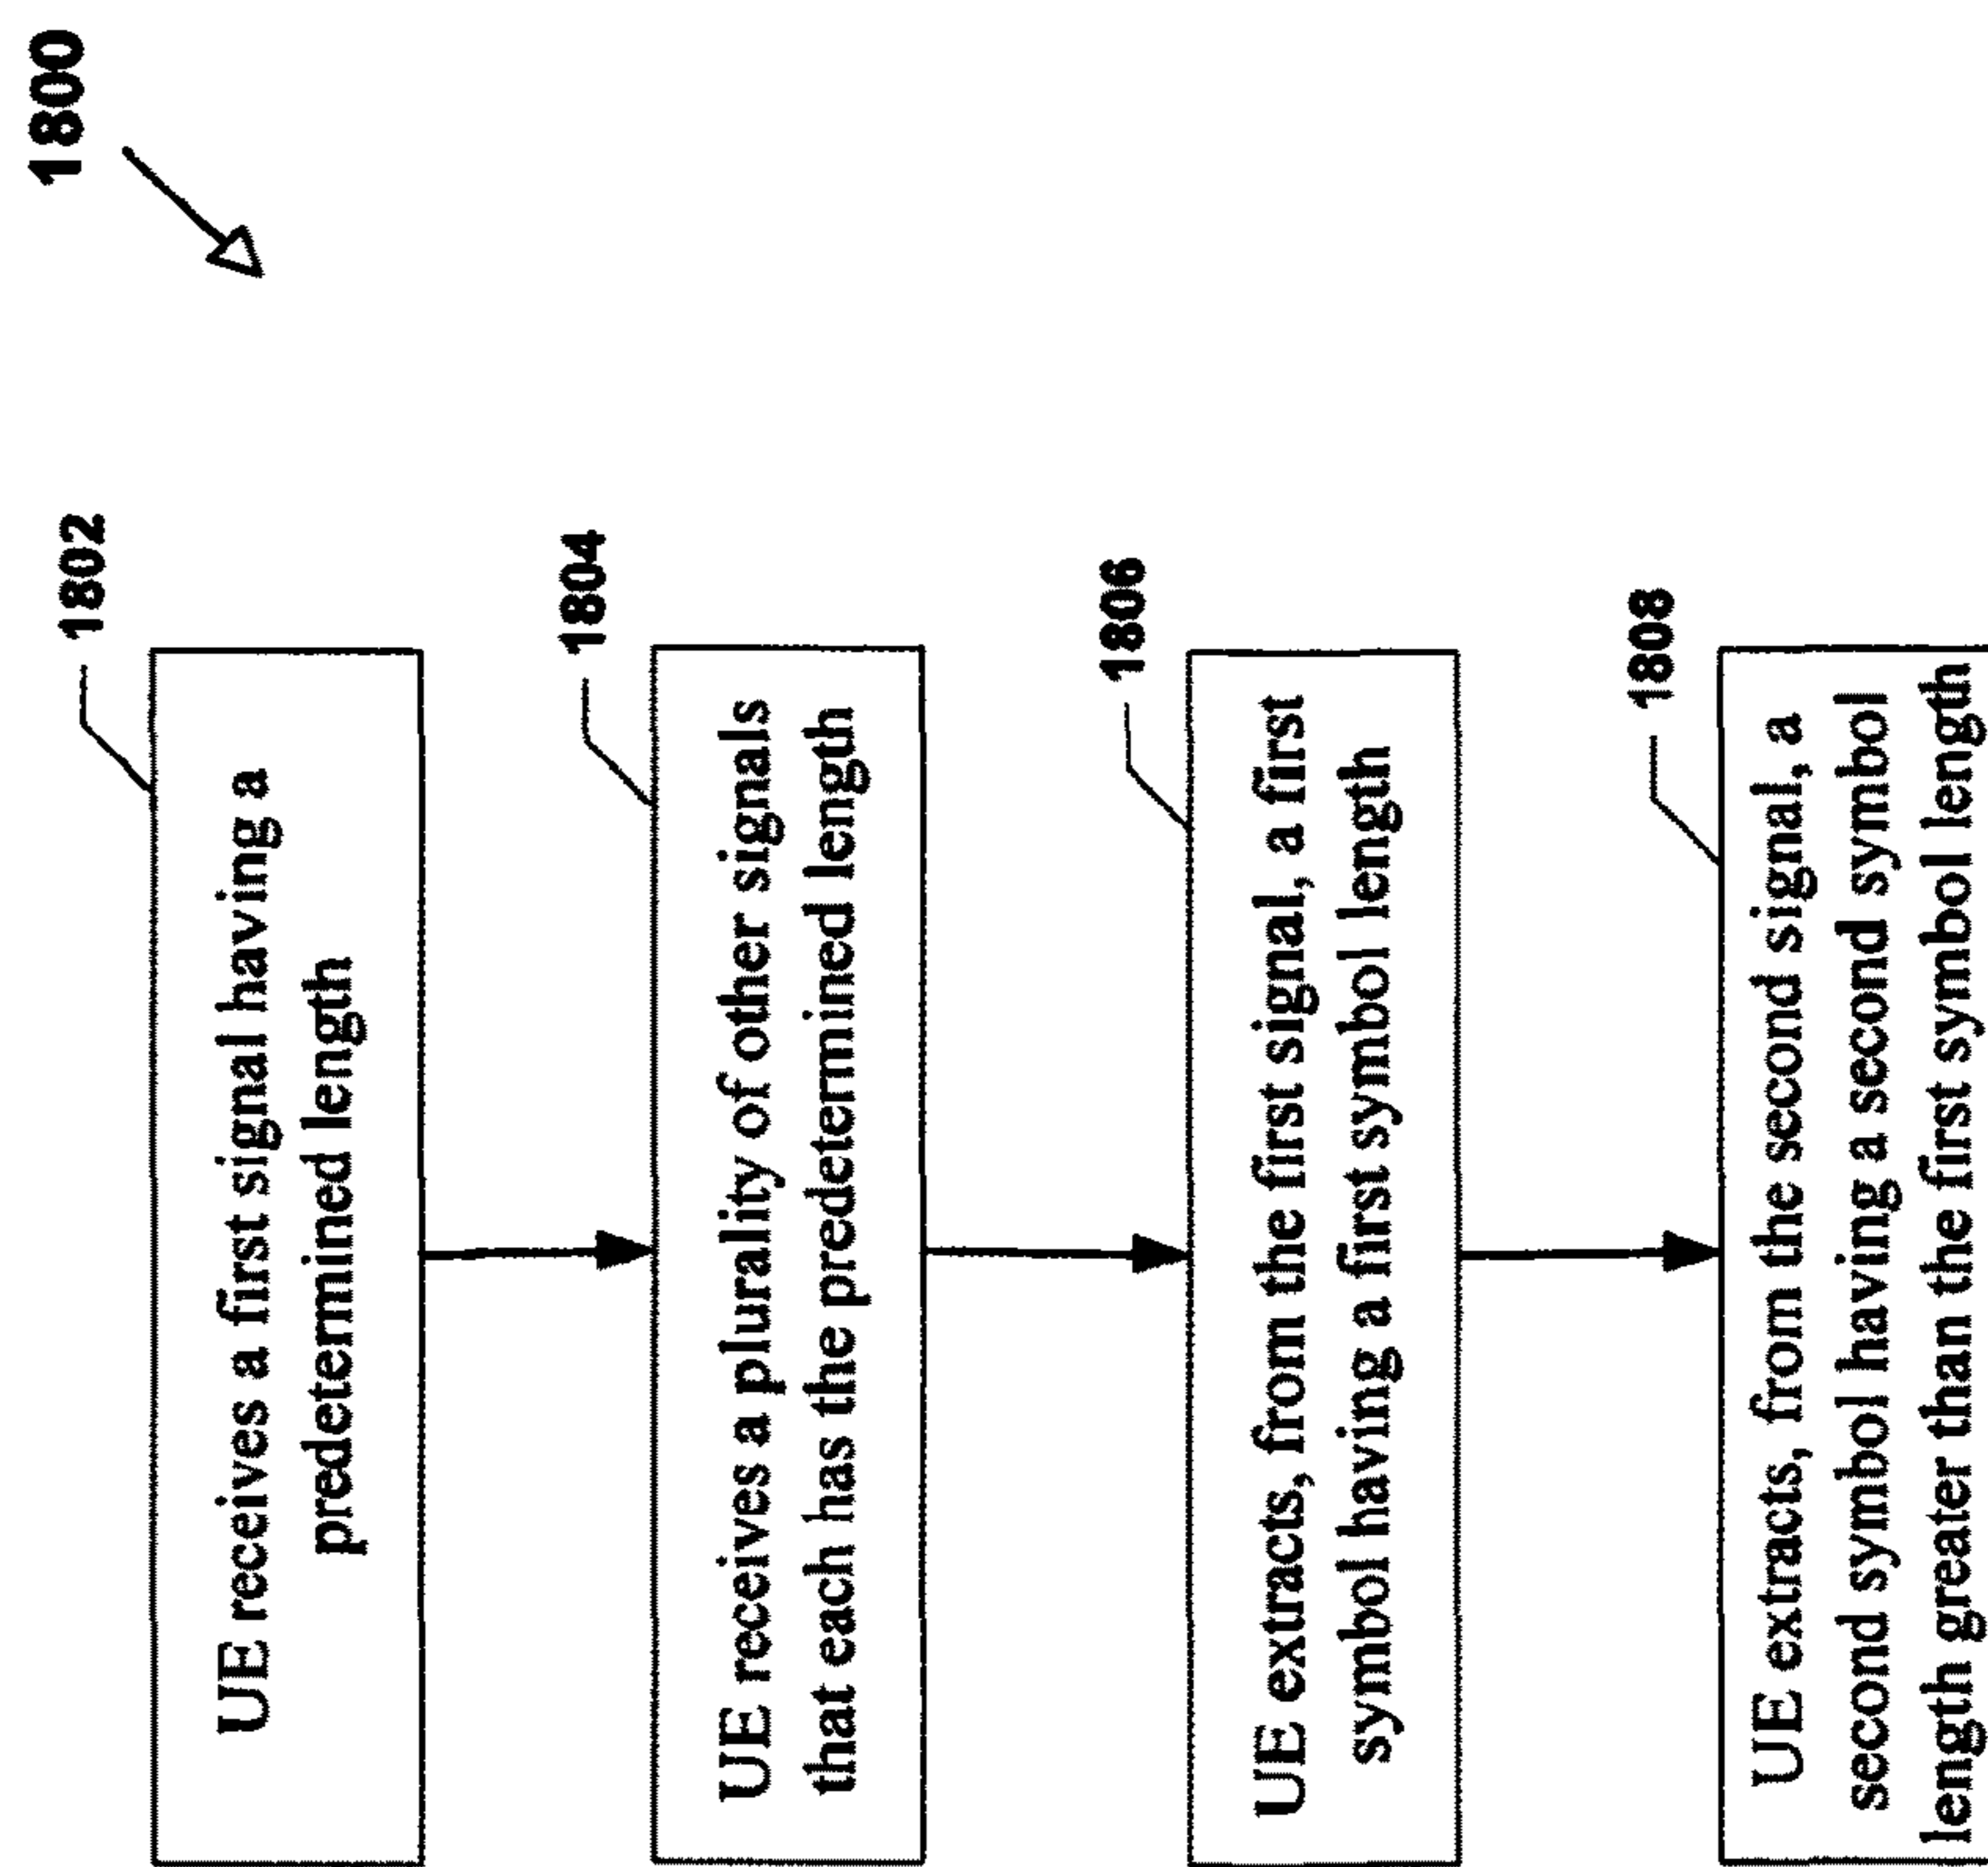 1800
1802
UE receives a first signal having a
predetermined length
1804
UE receives a plurality of other signals
that each has the predetermined length
1806
UE extracts, from the first signal, a first
symbol having a first symbol length
1808
UE extracts, from the second signal, a
second symbol having a second symbol
length greater than the first symbol length